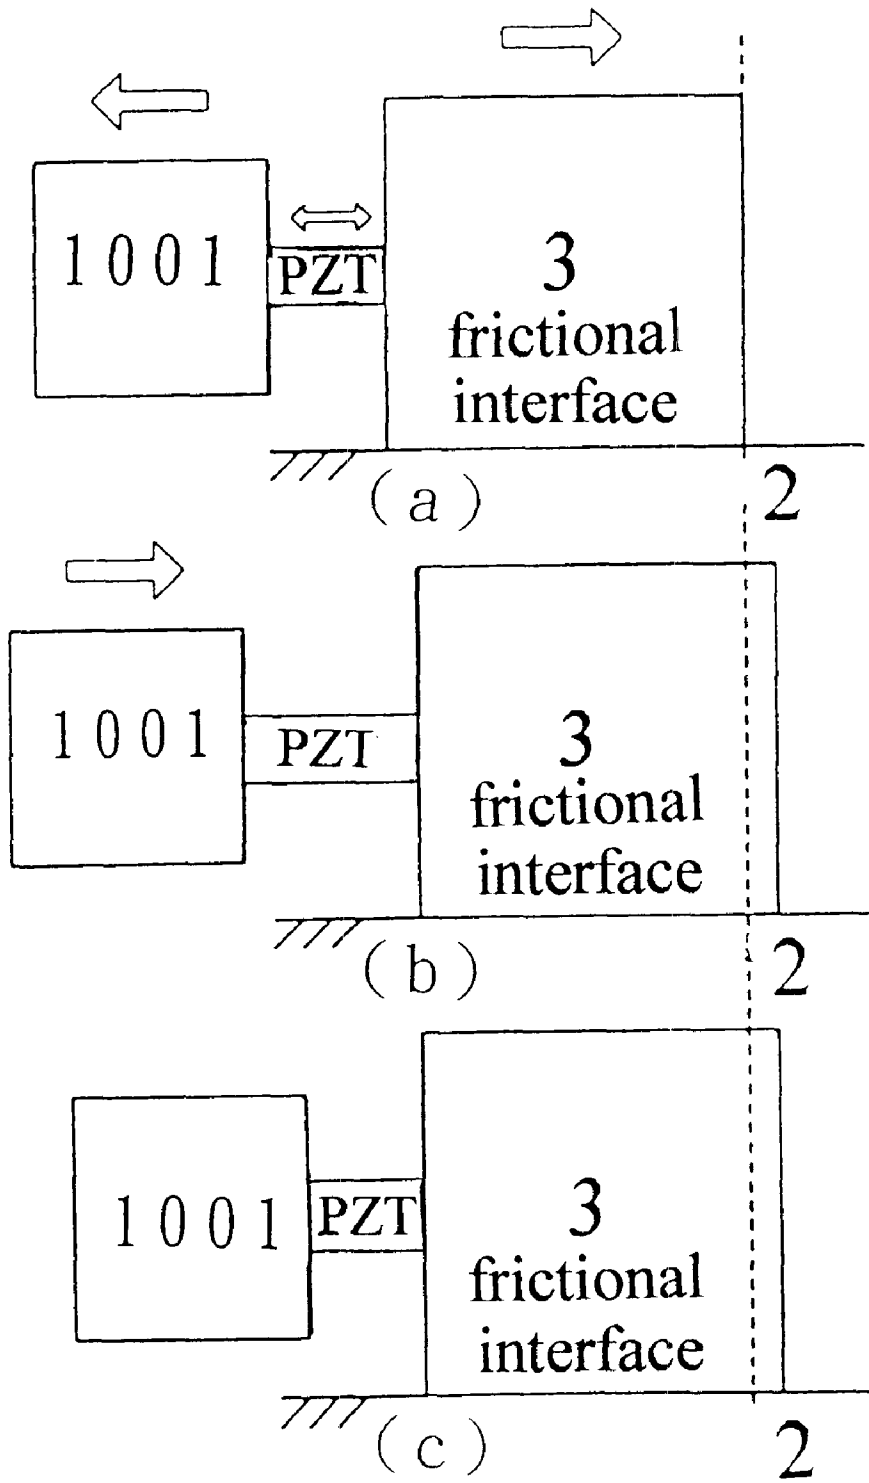 1001
PZT
3
frictional
interface
(a)
2
1001
PZT
3
frictional
interface
(b)
2
1001
PZT
3
frictional
interface
(c)
2